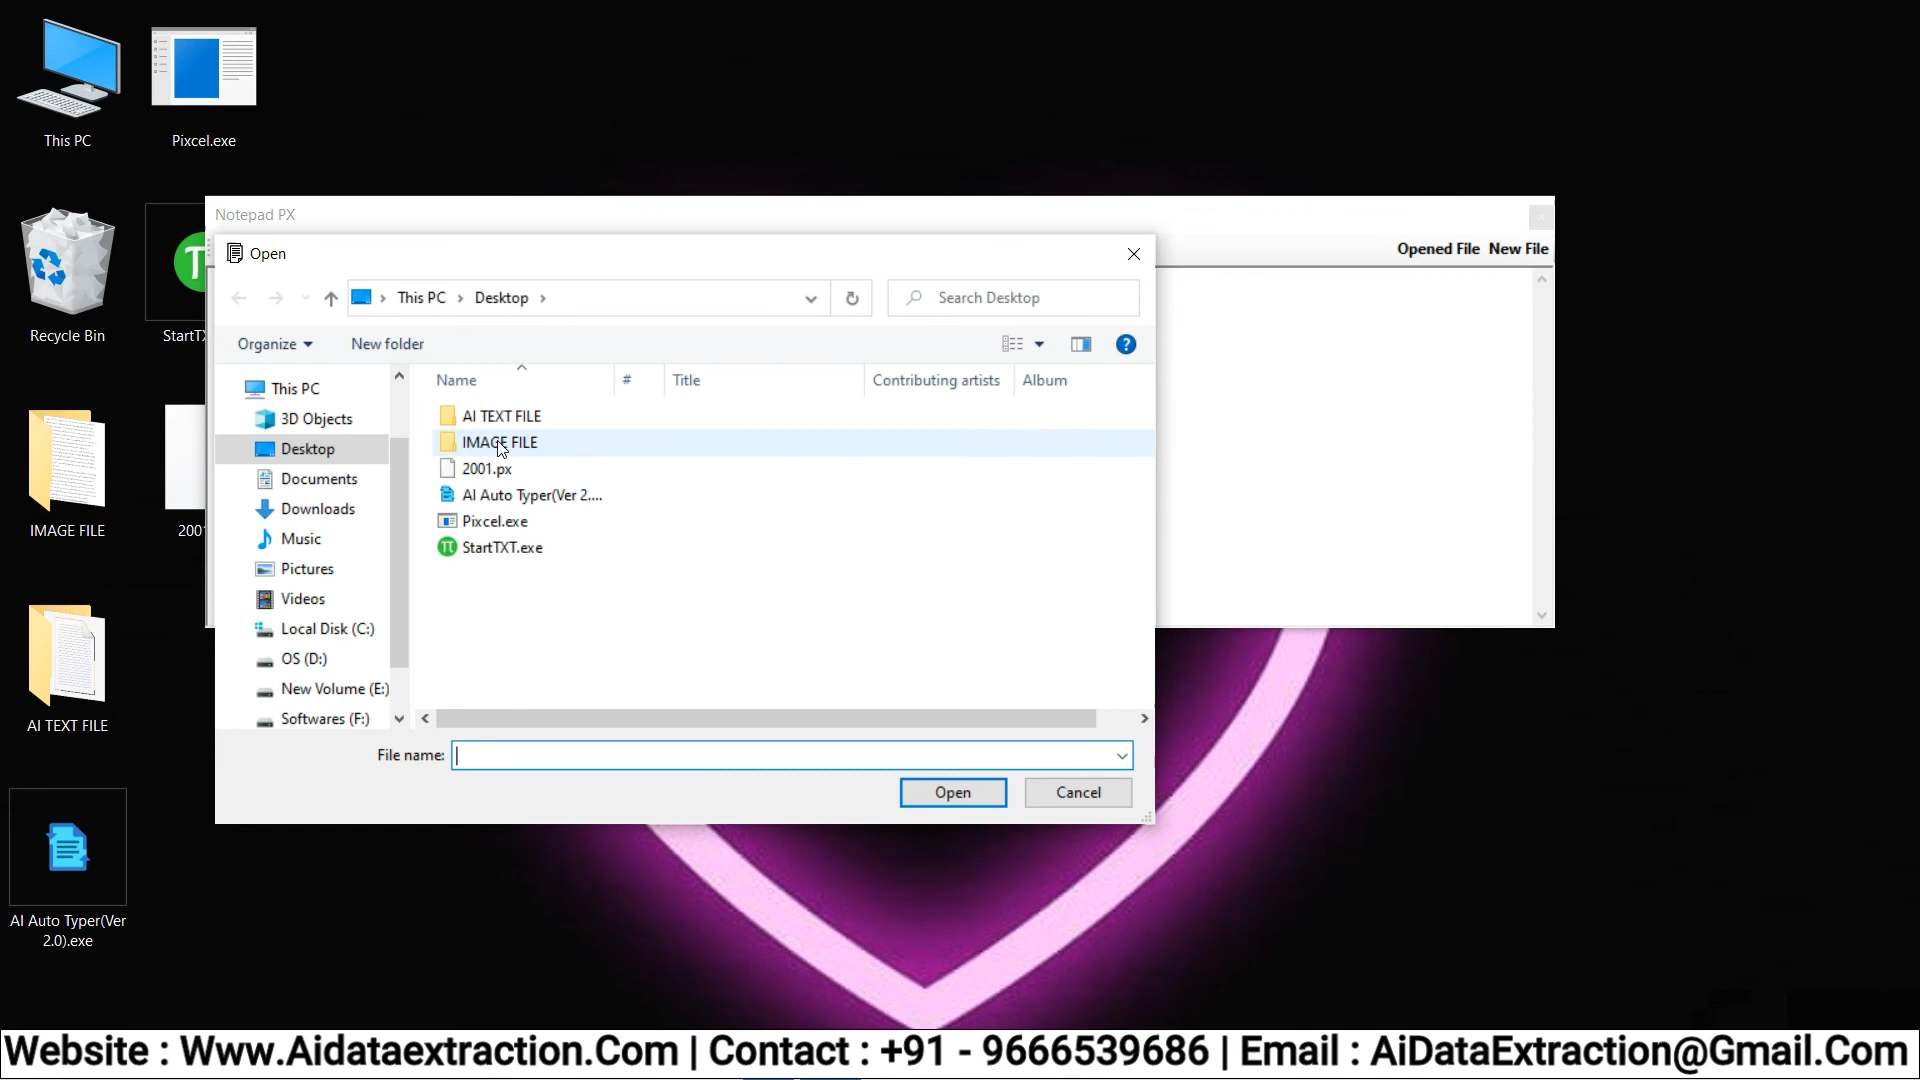 This PC
Pixcel.exe
Recycle Bin
StartTX
IMAGE FILE
2001
AI TEXT FILE
AI Auto Typer(Ver
2.0).exe
Notepad PX
Opened File New File
Open
This PC > Desktop >
Search Desktop
Organize
New folder
This PC
3D Objects
Desktop
Documents
Downloads
Music
Pictures
Videos
Local Disk (C:)
OS (D:)
New Volume (E:)
Softwares (F:)
Name # Title Contributing artists Album
AI TEXT FILE
IMAGE FILE
2001.px
AI Auto Typer(Ver 2....
Pixcel.exe
StartTXT.exe
File name:
Open
Cancel
Website : Www.Aidataextraction.Com | Contact : +91 - 9666539686 | Email : AiDataExtraction@Gmail.Com